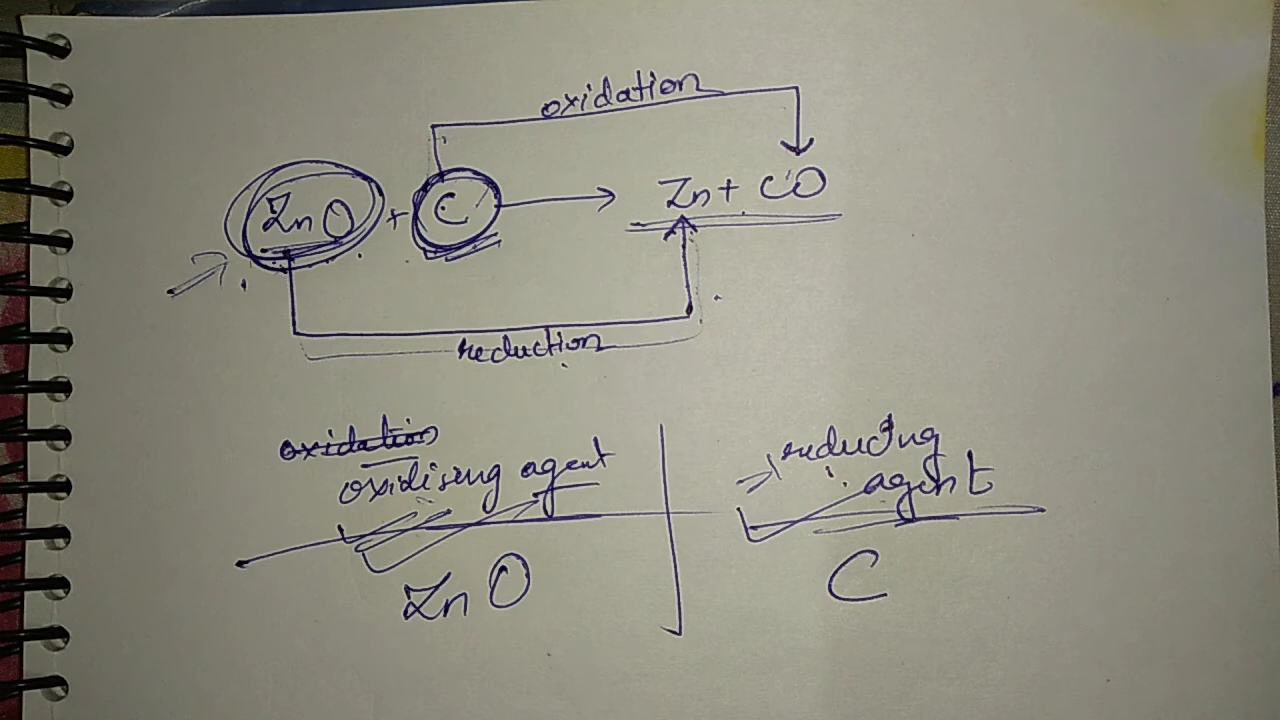 oxidation
ZnO + C → Zn + CO
reduction
oxidation
oxidising agent
reducing
agent
ZnO
C